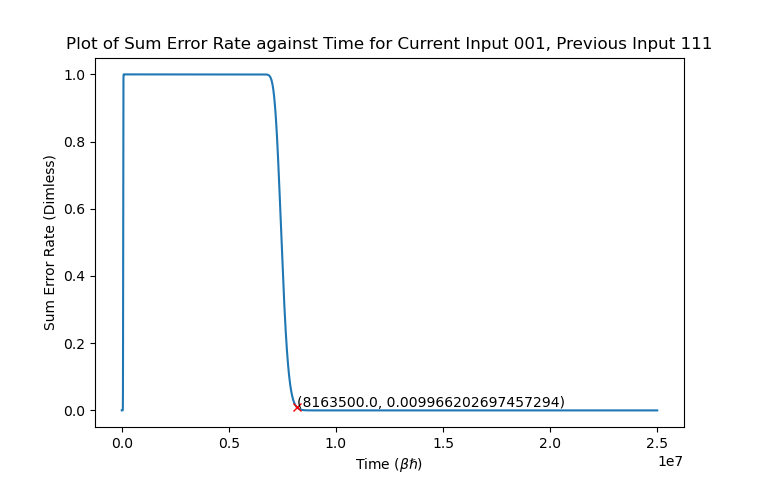 Plot of Sum Error Rate against Time for Current Input 001, Previous Input 111
Sum Error Rate (Dimless)
1.0
0.8
0.6
0.4
0.2
0.0
(8163500.0, 0.009966202697457294)
0.0 0.5 1.0 1.5 2.0 2.5
1e7
Time (βħ)